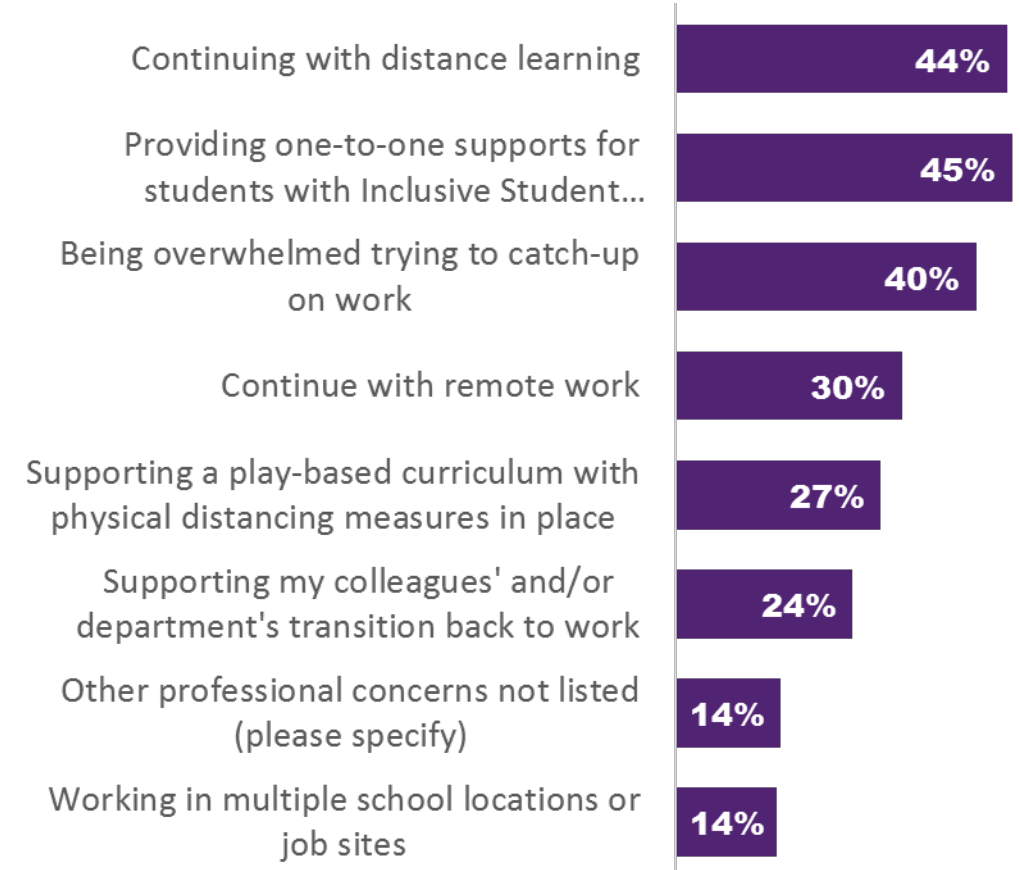 Continuing with distance learning
44%
Providing one-to-one supports for
students with Inclusive Student...
45%
Being overwhelmed trying to catch-up
on work
40%
Continue with remote work
30%
Supporting a play-based curriculum with
physical distancing measures in place
27%
Supporting my colleagues' and/or
department's transition back to work
24%
Other professional concerns not listed
(please specify)
14%
Working in multiple school locations or
job sites
14%